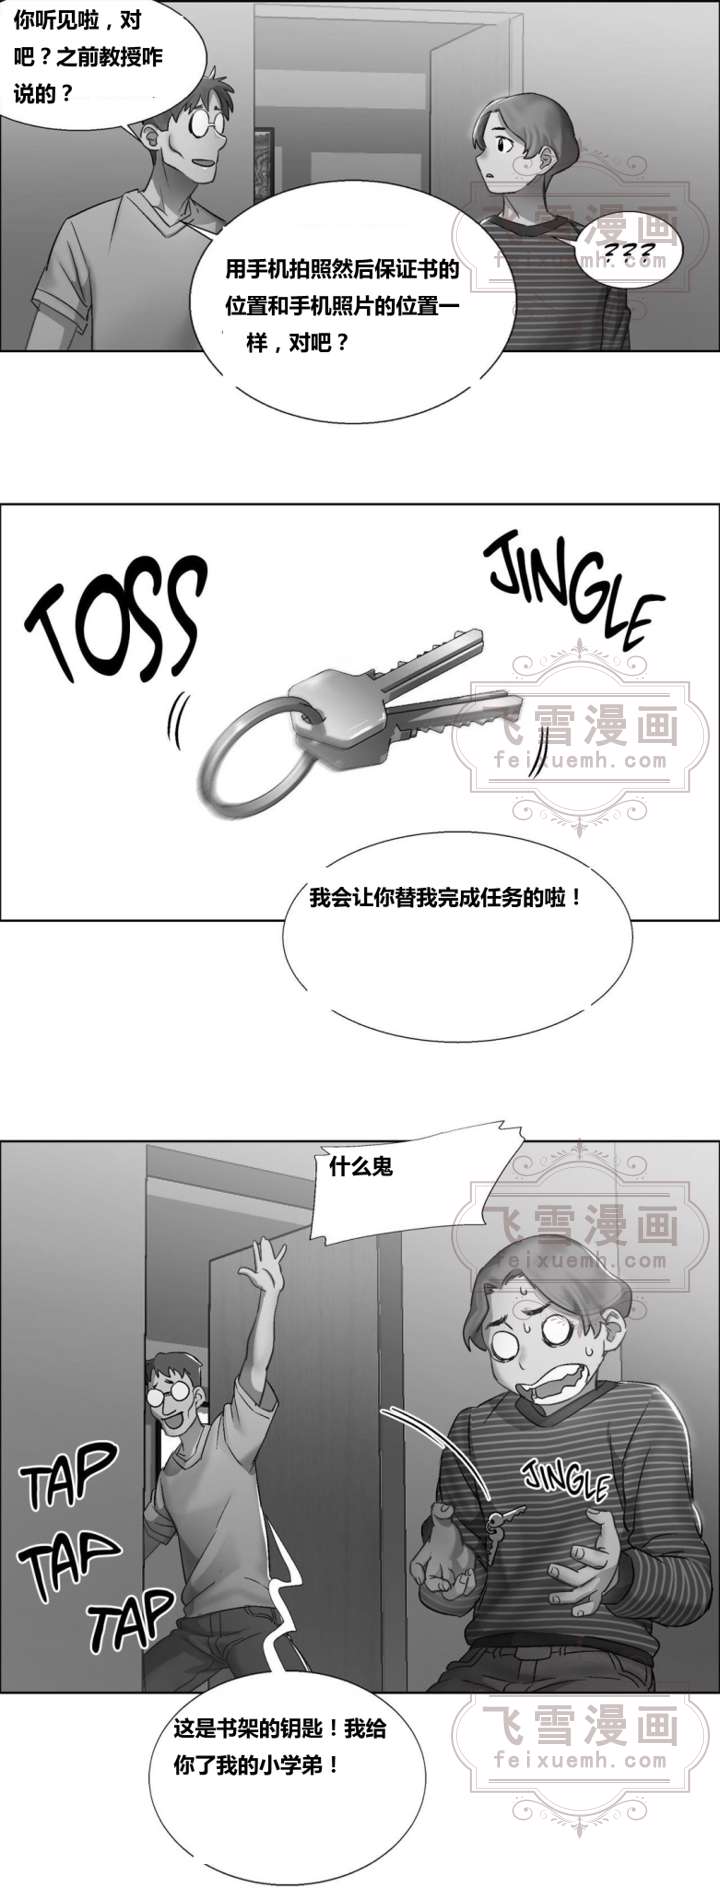 你听见啦，对
吧？之前教授咋
说的？
飞雪漫画
feixuemh.com
???
用手机拍照然后保证书的
位置和手机照片的位置一
样，对吧？
TOSS
JINGLE
飞雪漫画
feixuemh.com
我会让你替我完成任务的啦！
什么鬼
飞雪漫画
feixuemh.com
TAP
TAP
TAP
JINGLE
这是书架的钥匙！我给
你了我的小学弟！
飞雪漫画
feixuemh.com